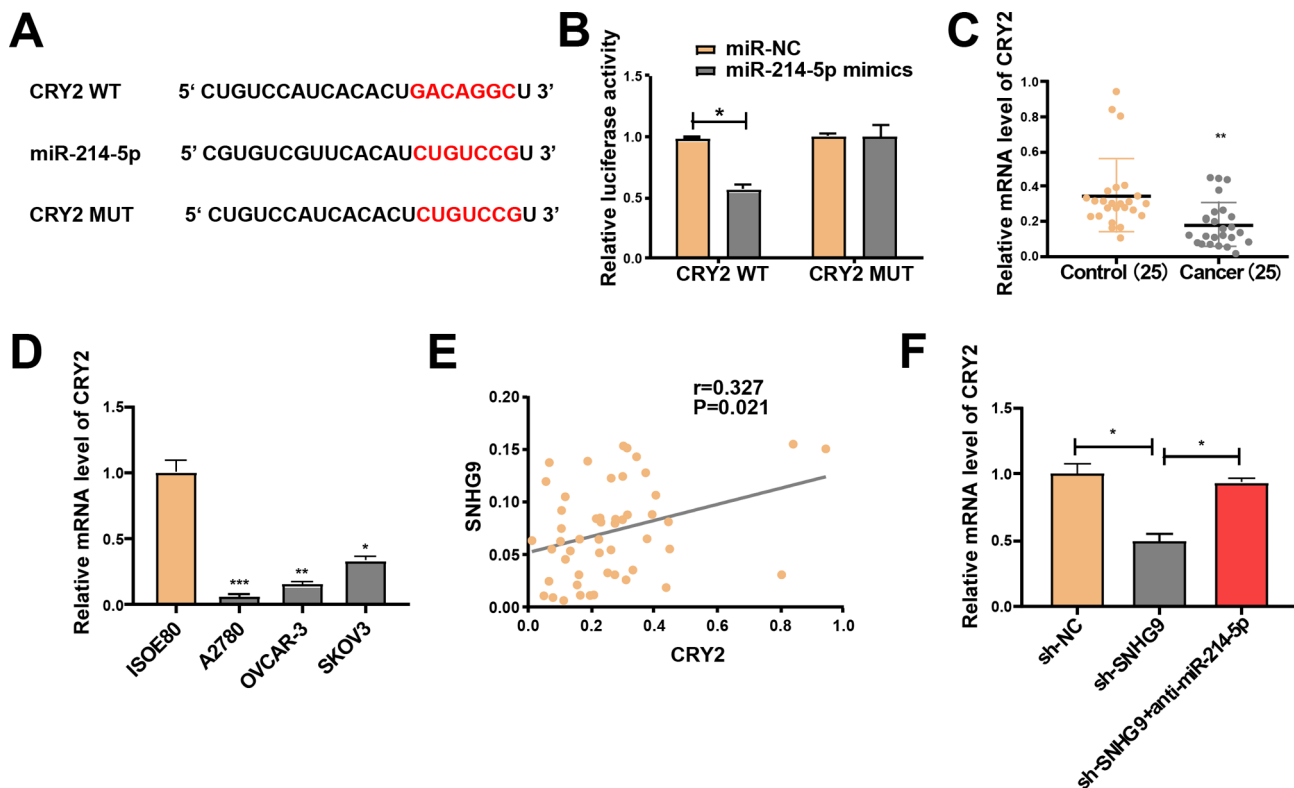 A
CRY2 WT 5‘ CUGUCCAUCACACUGACAGGCU 3’
miR-214-5p 5’ CGUGUCGUUCACAUCUGUCCGU 3’
CRY2 MUT 5‘ CUGUCCAUCACACUCUGUCCGU 3’
B
miR-NC
miR-214-5p mimics
Relative luciferase activity
1.5
1.0
0.5
0.0
*
CRY2 WT
CRY2 MUT
C
Relative mRNA level of CRY2
1.0
0.8
0.6
0.4
0.2
0.0
**
Control (25)
Cancer (25)
D
Relative mRNA level of CRY2
1.5
1.0
0.5
0.0
***
**
*
ISOE80
A2780
OVCAR-3
SKOV3
E
r=0.327
P=0.021
SNHG9
0.20
0.15
0.10
0.05
0.00
0.0 0.2 0.4 0.6 0.8 1.0
CRY2
F
Relative mRNA level of CRY2
1.5
1.0
0.5
0.0
*
*
sh-NC
sh-SNHG9
sh-SNHG9+anti-miR-214-5p